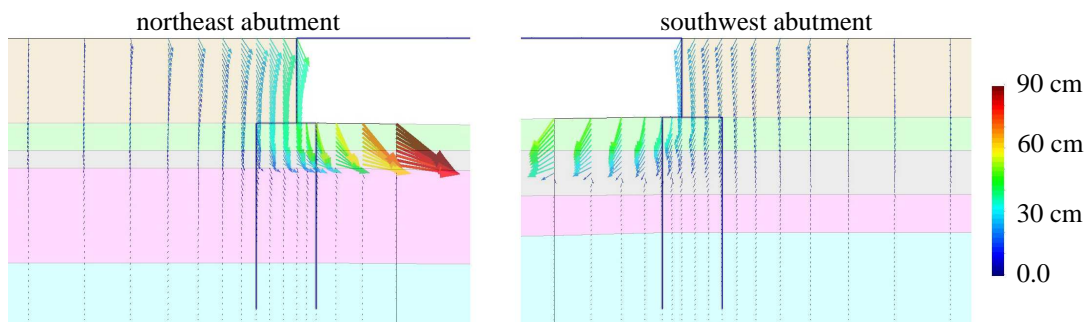 northeast abutment
southwest abutment
90 cm
60 cm
30 cm
0.0